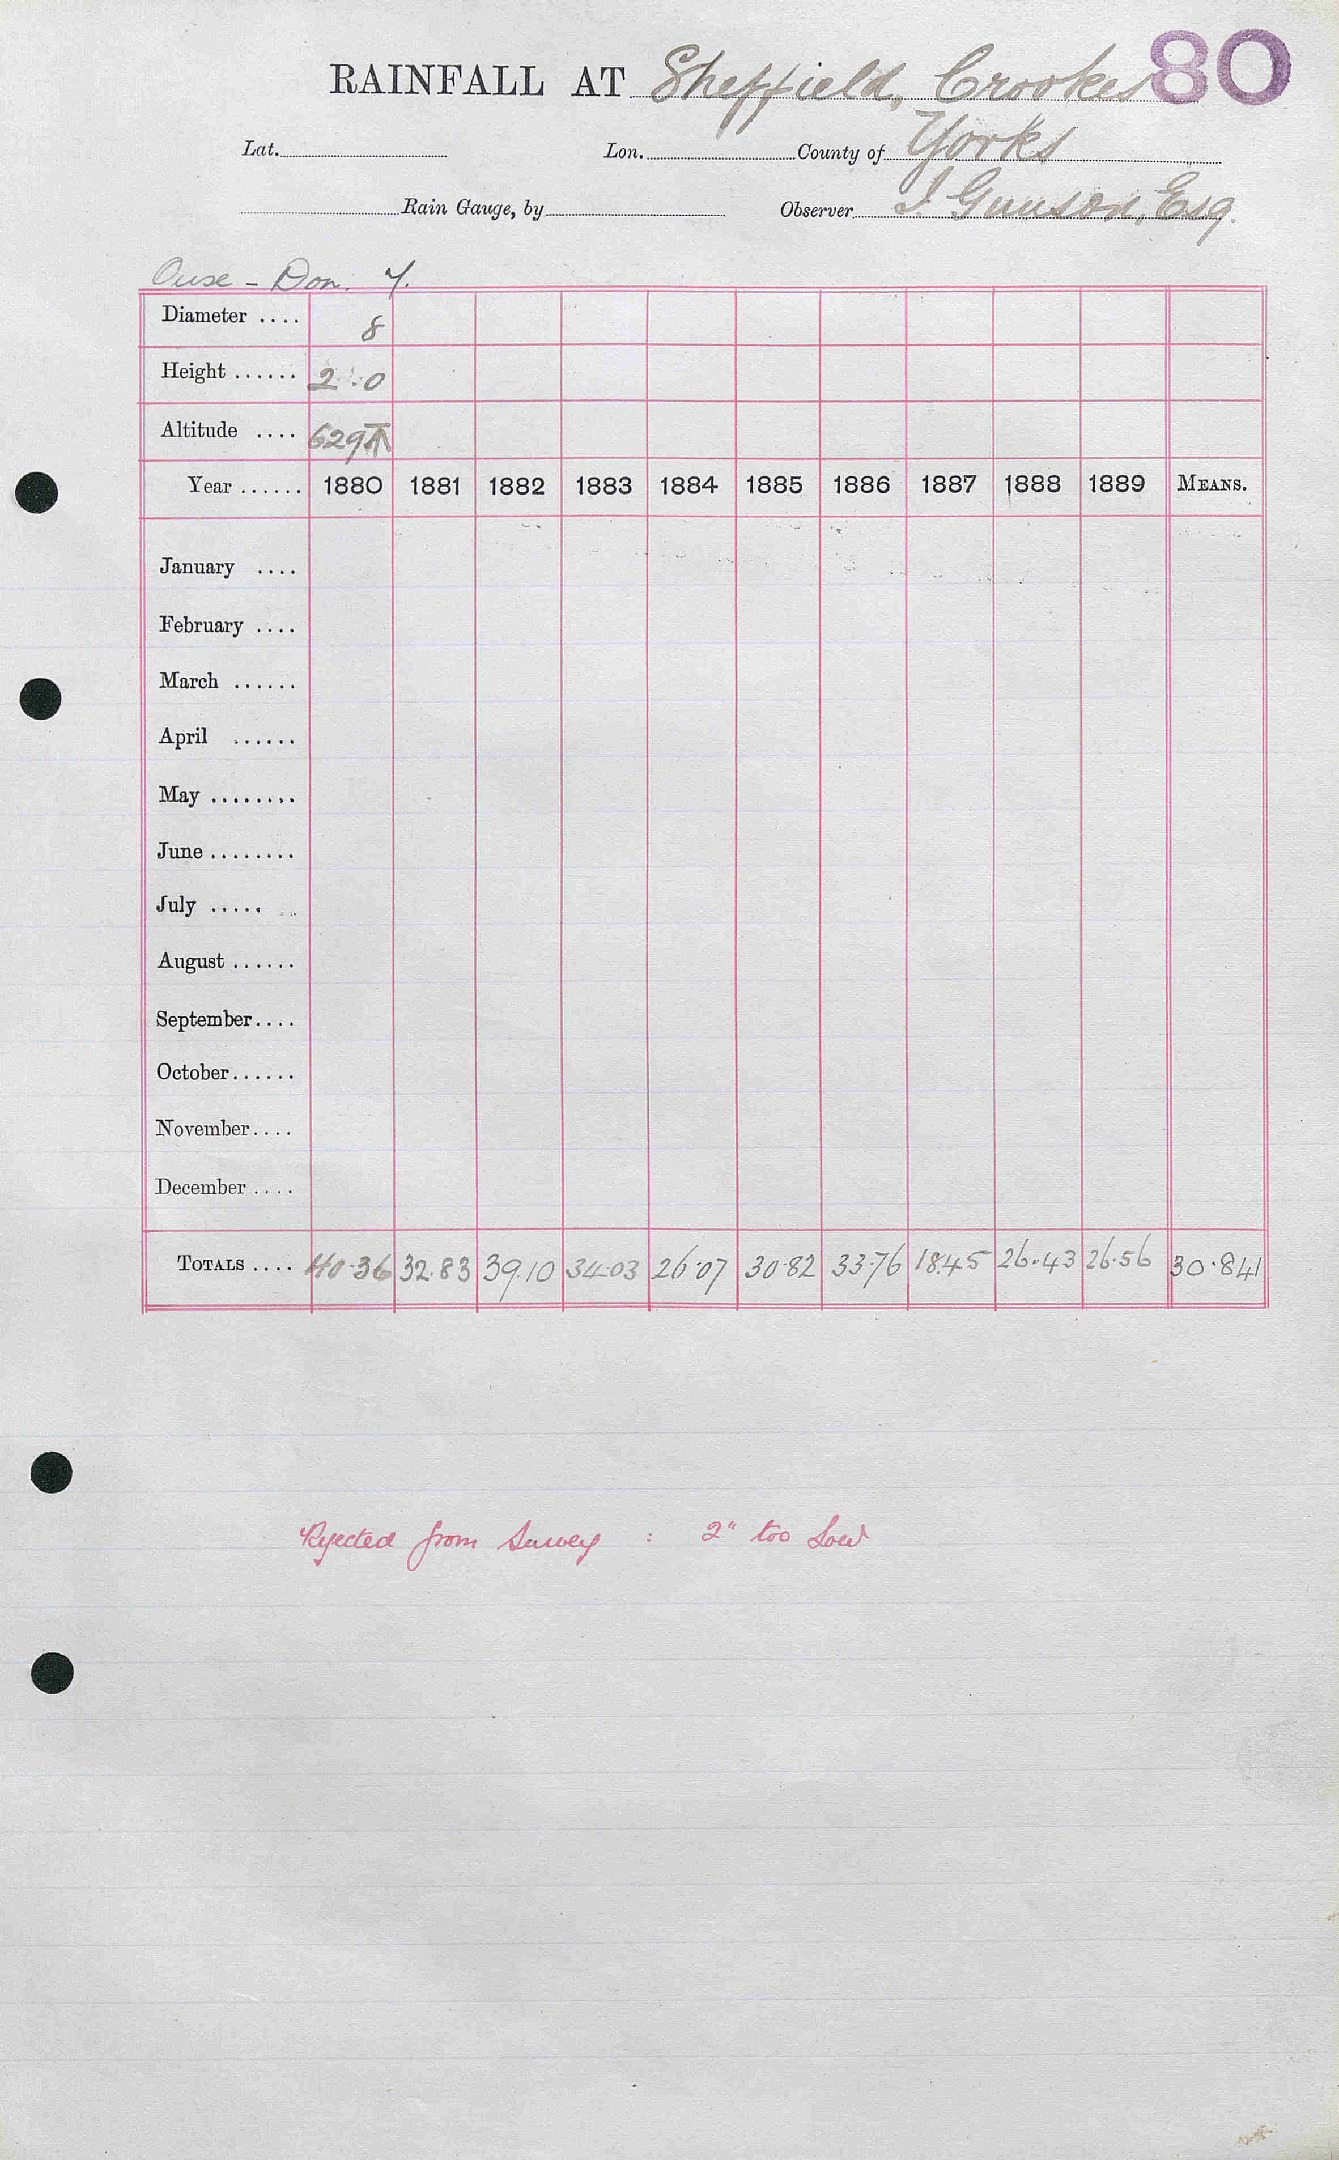 RAINFALL AT Sheffield, Crookes 80
Lat. Lon. County of Yorks
Rain Gauge, by Observer I. Gunson, Esq.
Ouse – Don. Y.
Diameter .... 8
Height ...... 2 . 0
Altitude .... 629
Year ...... 1880 1881 1882 1883 1884 1885 1886 1887 1888 1889 MEANS.
January ....
February ....
March ......
April ......
May ........
June ........
July .....
August ......
September....
October......
November....
December ....
TOTALS .... 40.36 32.83 39.10 34.03 26.07 30.82 33.76 18.45 26.43 26.56 30.841
Rejected from Survey : 2" too Low